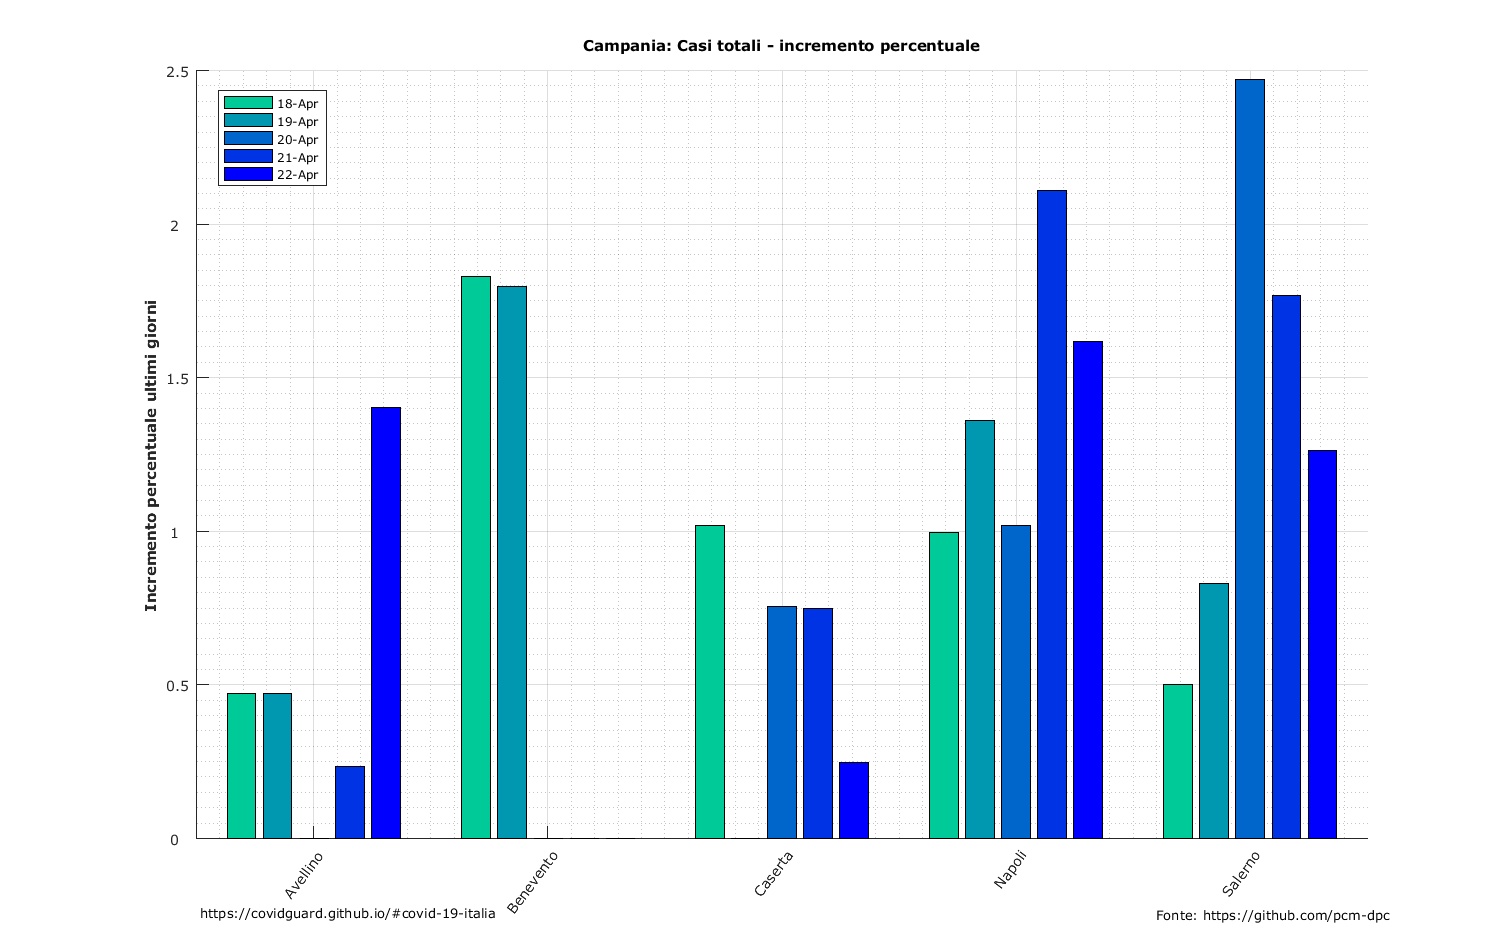 Campania: Casi totali - incremento percentuale
2.5
2
1.5
1
0.5
0
Incremento percentuale ultimi giorni
18-Apr
19-Apr
20-Apr
21-Apr
22-Apr
Avellino
Benevento
Caserta
Napoli
Salerno
https://covidguard.github.io/#covid-19-italia
Fonte: https://github.com/pcm-dpc